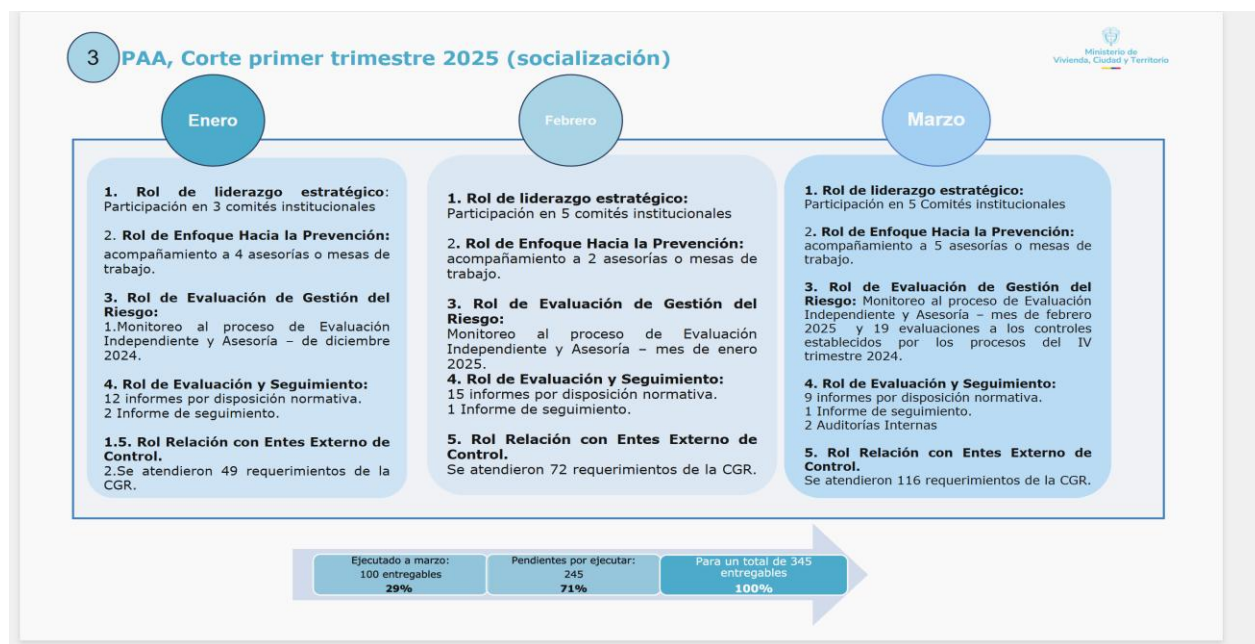 3
PAA, Corte primer trimestre 2025 (socialización)
Ministerio de
Vivienda, Ciudad y Territorio
Enero
1. Rol de liderazgo estratégico:
Participación en 3 comités institucionales
2. Rol de Enfoque Hacia la Prevención:
acompañamiento a 4 asesorías o mesas de
trabajo.
3. Rol de Evaluación de Gestión del
Riesgo:
1.Monitoreo al proceso de Evaluación
Independiente y Asesoría – de diciembre
2024.
4. Rol de Evaluación y Seguimiento:
12 informes por disposición normativa.
2 Informe de seguimiento.
1.5. Rol Relación con Entes Externo de
Control.
2.Se atendieron 49 requerimientos de la
CGR.
Febrero
1. Rol de liderazgo estratégico:
Participación en 5 comités institucionales
2. Rol de Enfoque Hacia la Prevención:
acompañamiento a 2 asesorías o mesas de
trabajo.
3. Rol de Evaluación de Gestión del
Riesgo:
Monitoreo al proceso de Evaluación
Independiente y Asesoría – mes de enero
2025.
4. Rol de Evaluación y Seguimiento:
15 informes por disposición normativa.
1 Informe de seguimiento.
5. Rol Relación con Entes Externo de
Control.
Se atendieron 72 requerimientos de la CGR.
Marzo
1. Rol de liderazgo estratégico:
Participación en 5 Comités institucionales
2. Rol de Enfoque Hacia la Prevención:
acompañamiento a 5 asesorías o mesas de
trabajo.
3. Rol de Evaluación de Gestión del
Riesgo: Monitoreo al proceso de Evaluación
Independiente y Asesoría – mes de febrero
2025 y 19 evaluaciones a los controles
establecidos por los procesos del IV
trimestre 2024.
4. Rol de Evaluación y Seguimiento:
9 informes por disposición normativa.
1 Informe de seguimiento.
2 Auditorías Internas
5. Rol Relación con Entes Externo de
Control.
Se atendieron 116 requerimientos de la CGR.
Ejecutado a marzo:
100 entregables
29%
Pendientes por ejecutar:
245
71%
Para un total de 345
entregables
100%